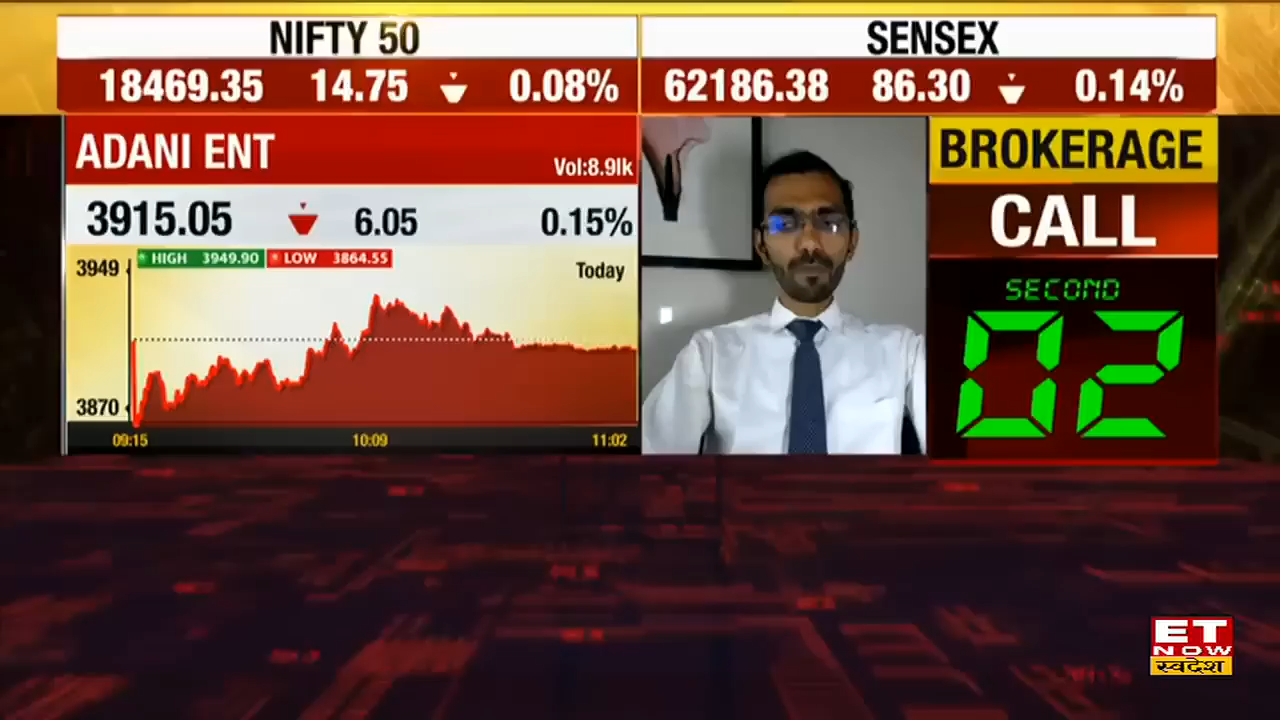 NIFTY 50
18469.35 14.75 0.08%
SENSEX
62186.38 86.30 0.14%
ADANI ENT
Vol:8.9lk
3915.05 6.05 0.15%
HIGH 3949.90 LOW 3864.55
Today
3949
3870
09:15 10:09 11:02
BROKERAGE
CALL
SECOND
02
ET
NOW
स्वदेश